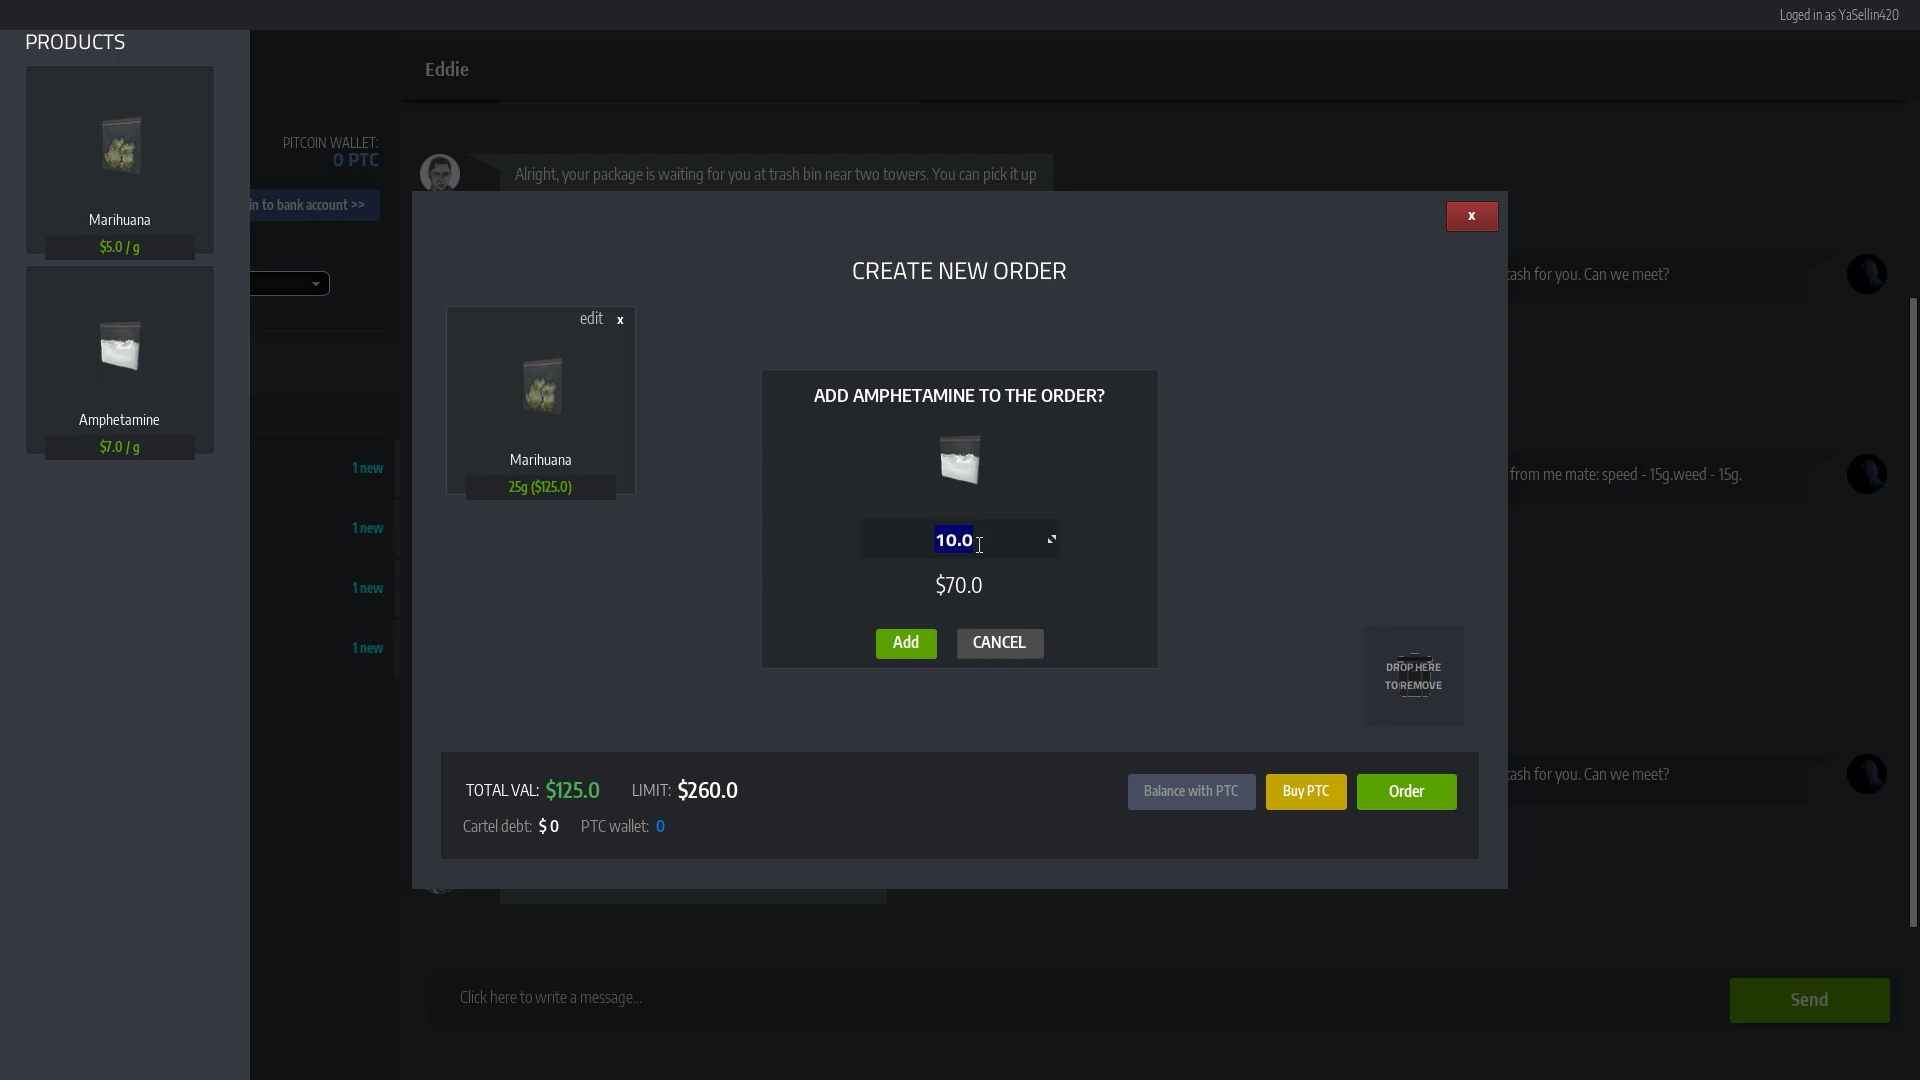 Loged in as YaSellin420
PRODUCTS
Marihuana
$5.0 / g
Amphetamine
$7.0 / g
Eddie
PITCOIN WALLET:
0 PTC
in to bank account >>
1 new
1 new
1 new
1 new
Alright, your package is waiting for you at trash bin near two towers. You can pick it up
cash for you. Can we meet?
from me mate: speed - 15g.weed - 15g.
cash for you. Can we meet?
x
CREATE NEW ORDER
edit x
Marihuana
25g ($125.0)
ADD AMPHETAMINE TO THE ORDER?
10.0
$70.0
Add
CANCEL
DROP HERE
TO REMOVE
TOTAL VAL: $125.0 LIMIT: $260.0
Cartel debt: $ 0 PTC wallet: 0
Balance with PTC
Buy PTC
Order
Click here to write a message...
Send